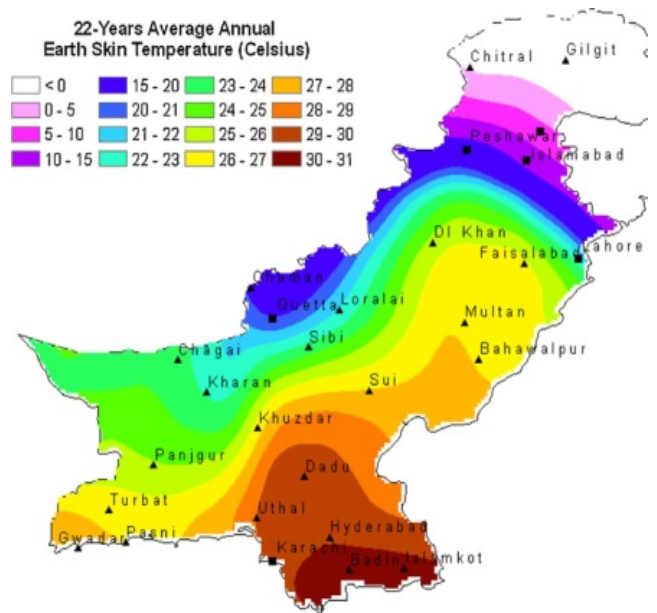 22-Years Average Annual
Earth Skin Temperature (Celsius)
< 0
15 - 20
23 - 24
27 - 28
0 - 5
20 - 21
24 - 25
28 - 29
5 - 10
21 - 22
25 - 26
29 - 30
10 - 15
22 - 23
26 - 27
30 - 31
Chitral
Gilgit
Peshawar
Islamabad
DI Khan
Faisalabad
Lahore
Chaman
Quetta
Loralai
Multan
Sibi
Chagai
Bahawalpur
Kharan
Sui
Khuzdar
Panjgur
Dadu
Turbat
Uthal
Hyderabad
Gwadar
Pasni
Karachi
Badin
Islamkot